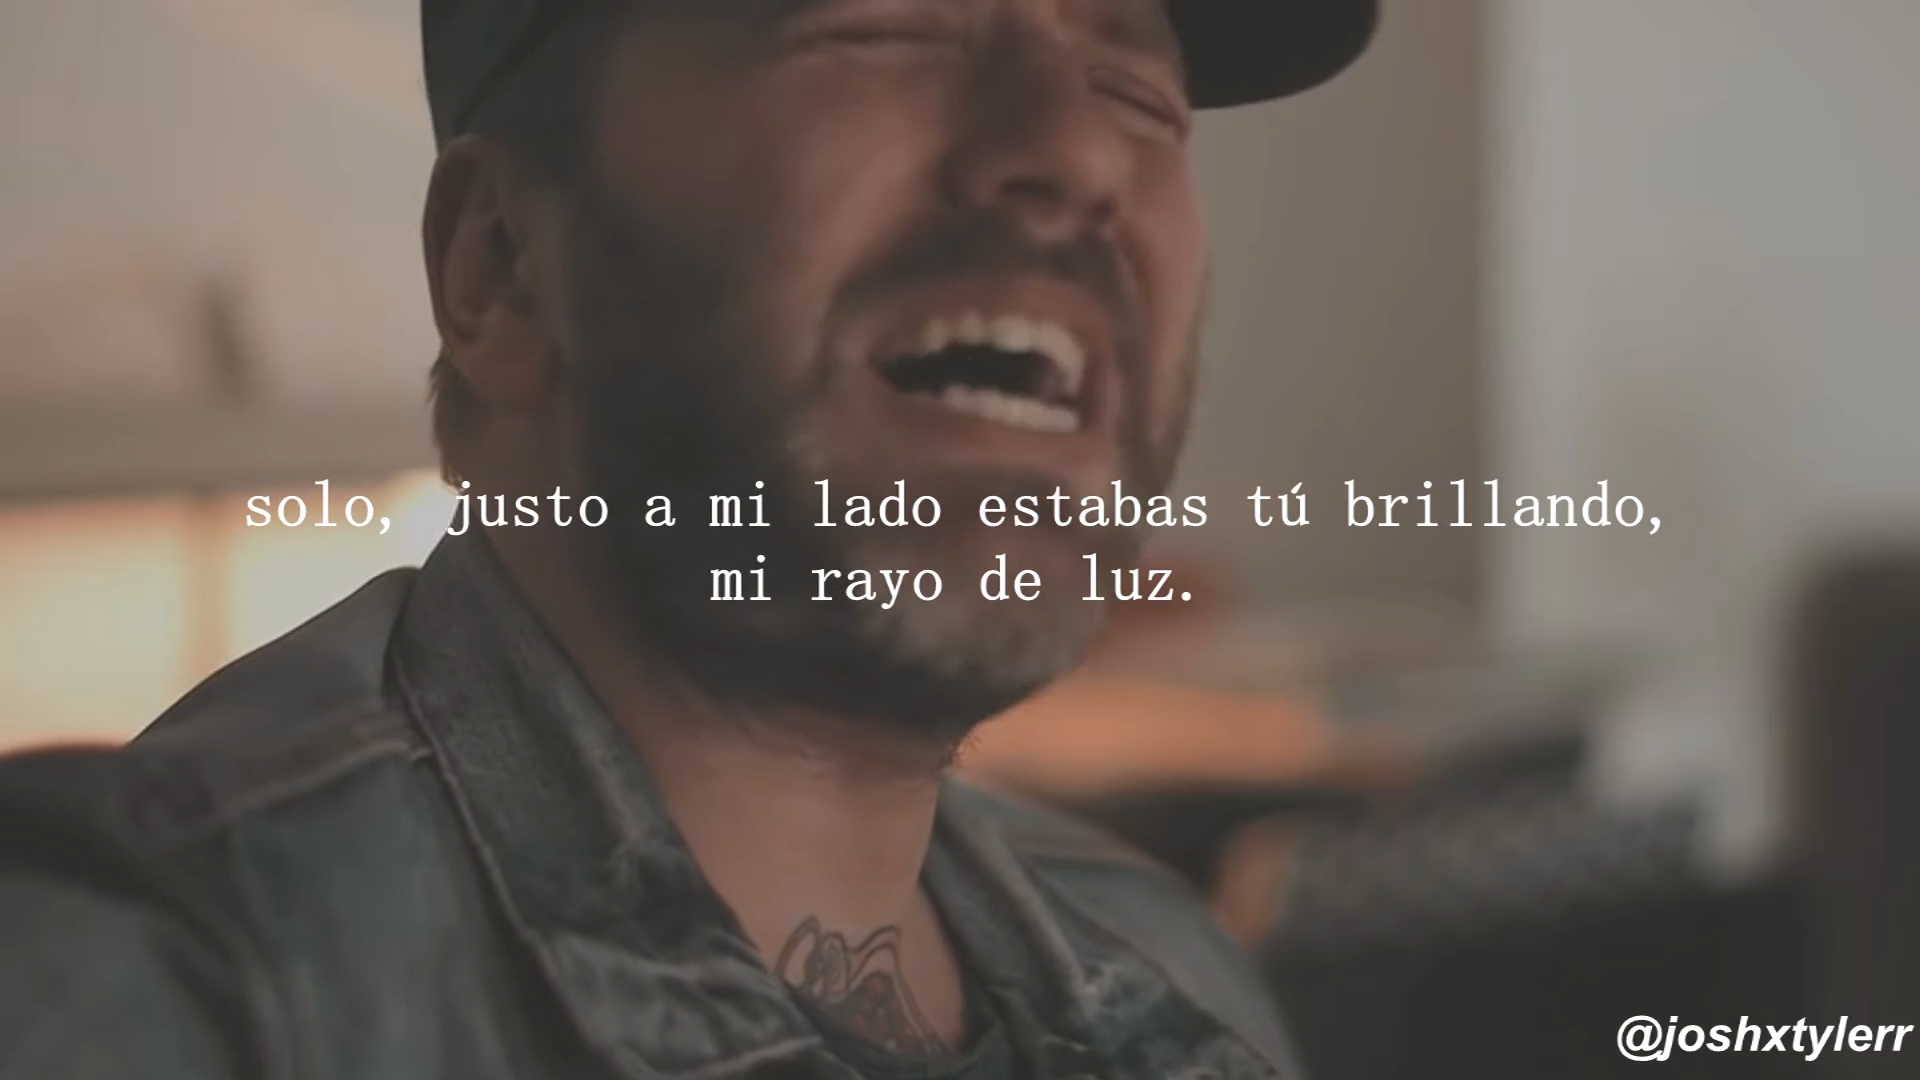 solo, justo a mi lado estabas tú brillando,
mi rayo de luz.
@joshxtylerr